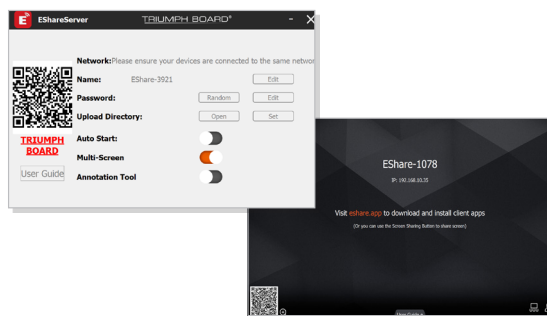 E EShareServer TRIUMPH BOARD®
Network:Please ensure your devices are connected to the same networ
Name: EShare-3921 Edit
Password: Random Edit
Upload Directory: Open Set
TRIUMPH
BOARD
User Guide
Auto Start:
Multi-Screen
Annotation Tool
EShare-1078
IP: 192.168.10.35
Visit eshare.app to download and install client apps
(Or you can use the Screen Sharing Button to share screen)
User Guide